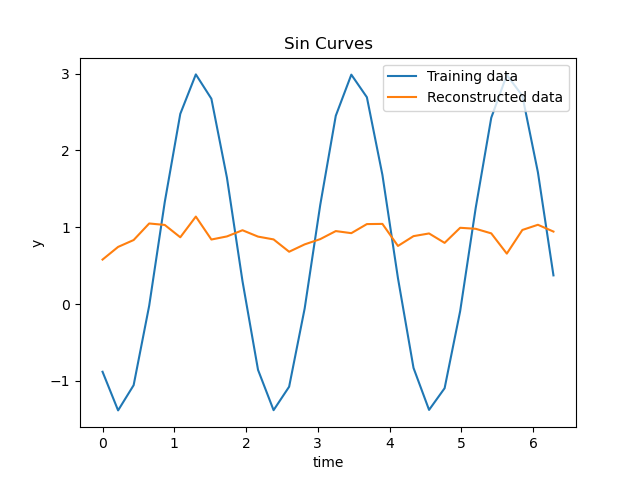 Sin Curves
Training data
Reconstructed data
3
2
1
0
−1
y
0 1 2 3 4 5 6
time